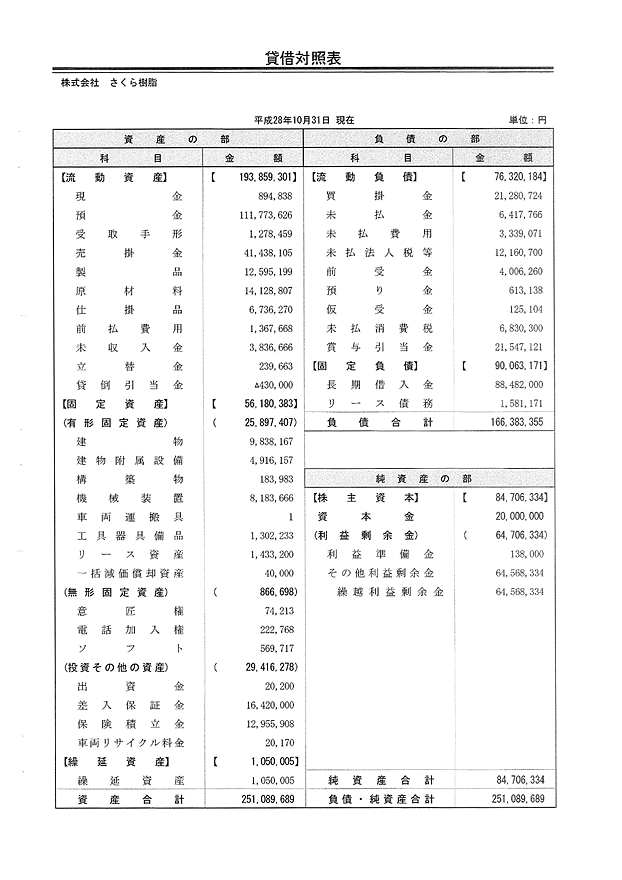 貸借対照表
株式会社 さくら樹脂
平成28年10月31日 現在 単位：円
資産の部
科目 金額
【流動資産】 【 193,859,301】
現金 894,838
預金 111,773,626
受取手形 1,278,459
売掛金 41,438,105
製品 12,595,199
原材料 14,128,807
仕掛品 6,736,270
前払費用 1,367,668
未収入金 3,836,666
立替金 239,663
貸倒引当金 △430,000
【固定資産】 【 56,180,383】
(有形固定資産) ( 25,897,407)
建物 9,838,167
建物附属設備 4,916,157
構築物 183,983
機械装置 8,183,666
車両運搬具 1
工具器具備品 1,302,233
リース資産 1,433,200
一括減価償却資産 40,000
(無形固定資産) ( 866,698)
意匠権 74,213
電話加入権 222,768
ソフト 569,717
(投資その他の資産) ( 29,416,278)
出資金 20,200
差入保証金 16,420,000
保険積立金 12,955,908
車両リサイクル料金 20,170
【繰延資産】 【 1,050,005】
繰延資産 1,050,005
資産合計 251,089,689
負債の部
科目 金額
【流動負債】 【 76,320,184】
買掛金 21,280,724
未払金 6,417,766
未払費用 3,339,071
未払法人税等 12,160,700
前受金 4,006,260
預り金 613,138
仮受金 125,104
未払消費税 6,830,300
賞与引当金 21,547,121
【固定負債】 【 90,063,171】
長期借入金 88,482,000
リース債務 1,581,171
負債合計 166,383,355
純資産の部
【株主資本】 【 84,706,334】
資本金 20,000,000
(利益剰余金) ( 64,706,334)
利益準備金 138,000
その他利益剰余金 64,568,334
繰越利益剰余金 64,568,334
純資産合計 84,706,334
負債・純資産合計 251,089,689